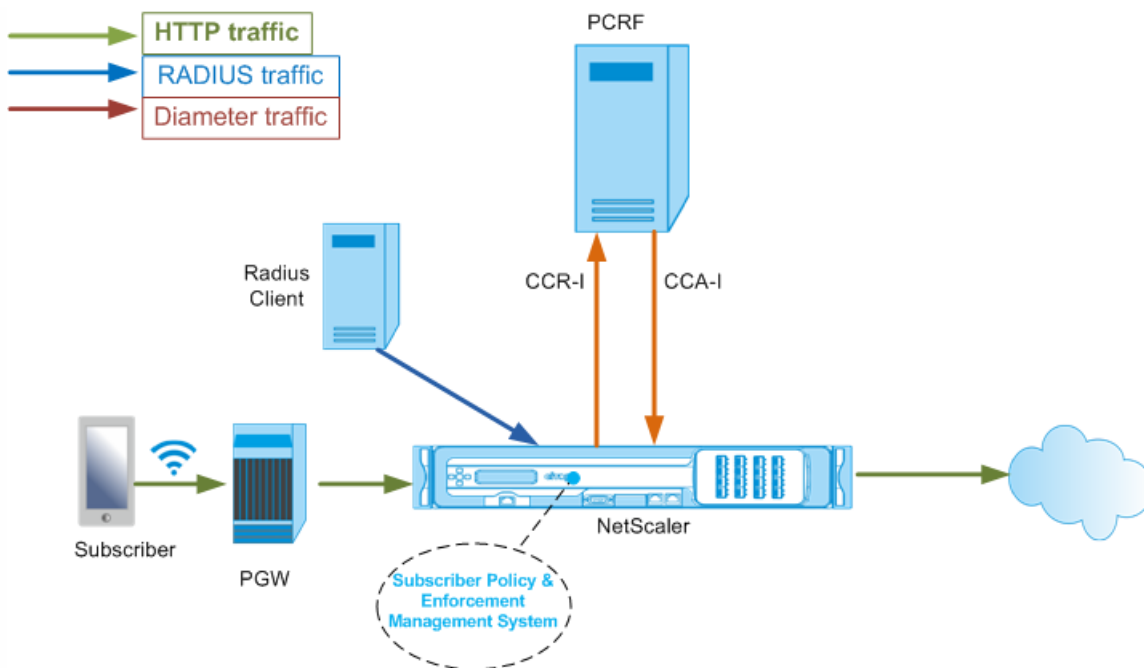 HTTP traffic
RADIUS traffic
Diameter traffic
PCRF
Radius
Client
CCR-I
CCA-I
Subscriber
PGW
NetScaler
Subscriber Policy &
Enforcement
Management System